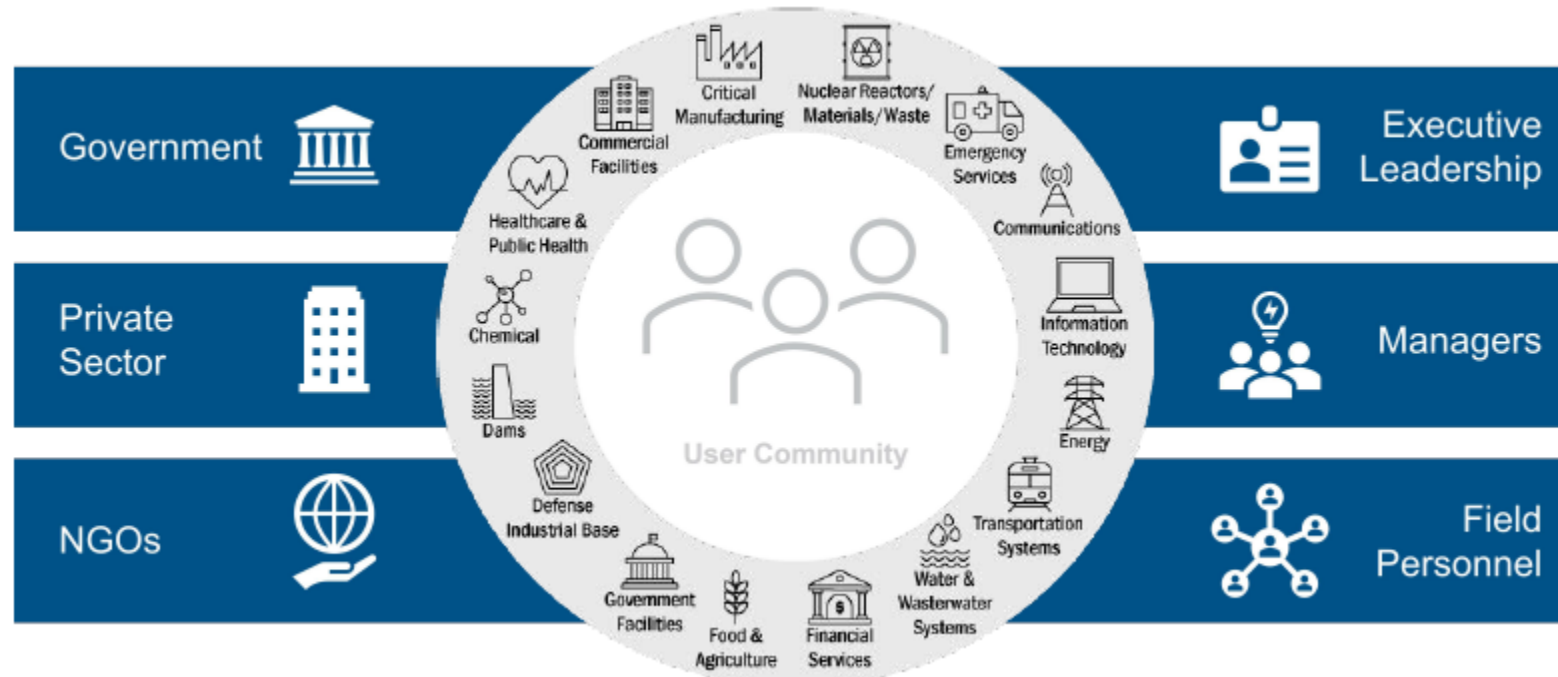 Government
Private
Sector
NGOs
Critical
Manufacturing
Nuclear Reactors/
Materials/Waste
Emergency
Services
Communications
Information
Technology
Energy
Transportation
Systems
Water &
Wasterwater
Systems
Financial
Services
Food &
Agriculture
Government
Facilities
Defense
Industrial Base
Dams
Chemical
Healthcare &
Public Health
Commercial
Facilities
User Community
$
Executive
Leadership
Managers
Field
Personnel